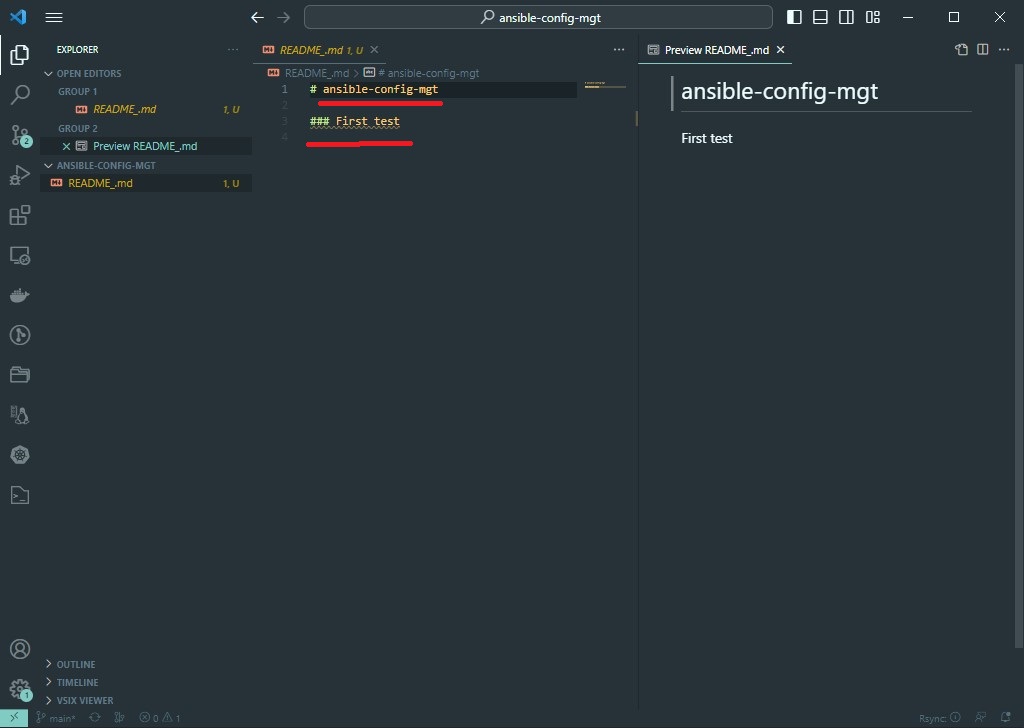 ansible-config-mgt
EXPLORER
OPEN EDITORS
GROUP 1
README_.md 1, U
GROUP 2
Preview README_.md
ANSIBLE-CONFIG-MGT
README_.md 1, U
OUTLINE
TIMELINE
VSIX VIEWER
README_.md 1, U
README_.md > # ansible-config-mgt
1 # ansible-config-mgt
2
3 ### First test
4
Preview README_.md
ansible-config-mgt
First test
2
1
main* 0 1
Rsync: